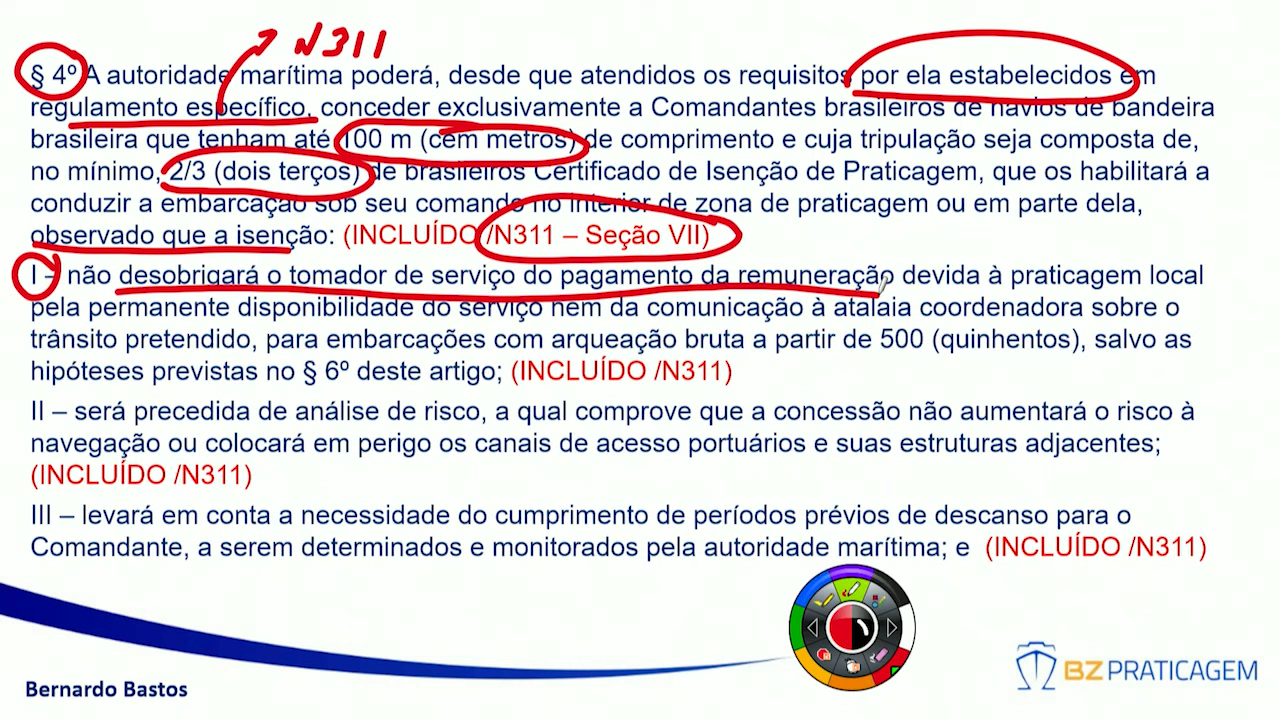 N311
§ 4º A autoridade marítima poderá, desde que atendidos os requisitos por ela estabelecidos em
regulamento específico, conceder exclusivamente a Comandantes brasileiros de navios de bandeira
brasileira que tenham até 100 m (cem metros) de comprimento e cuja tripulação seja composta de,
no mínimo, 2/3 (dois terços) de brasileiros Certificado de Isenção de Praticagem, que os habilitará a
conduzir a embarcação sob seu comando no interior de zona de praticagem ou em parte dela,
observado que a isenção: (INCLUÍDO /N311 – Seção VII)
I – não desobrigará o tomador de serviço do pagamento da remuneração devida à praticagem local
pela permanente disponibilidade do serviço nem da comunicação à atalaia coordenadora sobre o
trânsito pretendido, para embarcações com arqueação bruta a partir de 500 (quinhentos), salvo as
hipóteses previstas no § 6º deste artigo; (INCLUÍDO /N311)
II – será precedida de análise de risco, a qual comprove que a concessão não aumentará o risco à
navegação ou colocará em perigo os canais de acesso portuários e suas estruturas adjacentes;
(INCLUÍDO /N311)
III – levará em conta a necessidade do cumprimento de períodos prévios de descanso para o
Comandante, a serem determinados e monitorados pela autoridade marítima; e (INCLUÍDO /N311)
Bernardo Bastos
BZPRATICAGEM